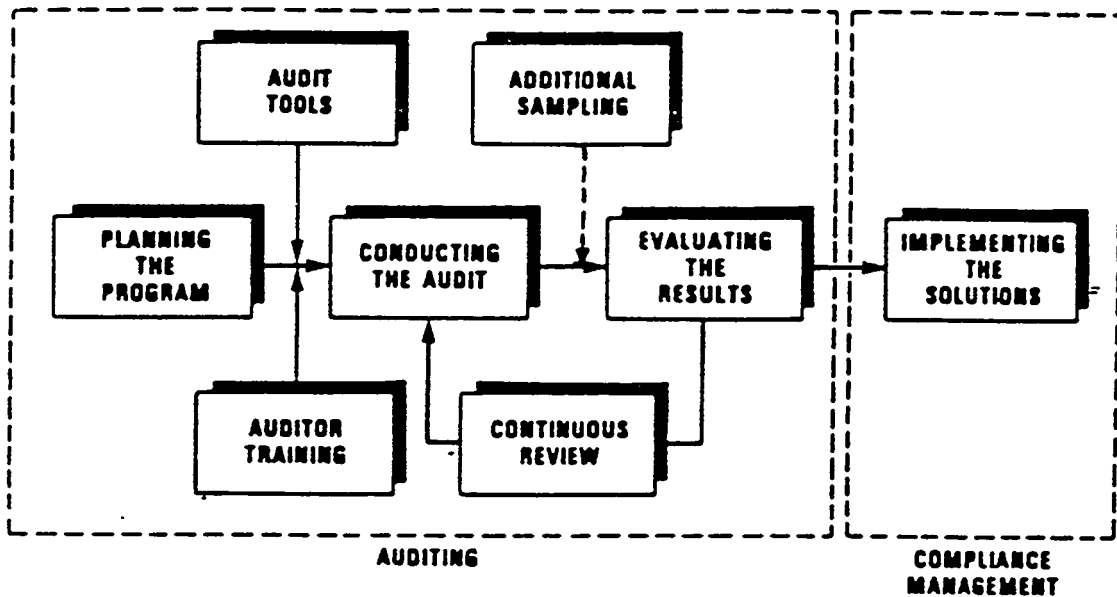 AUDIT
TOOLS
ADDITIONAL
SAMPLING
PLANNING
THE
PROGRAM
CONDUCTING
THE AUDIT
EVALUATING
THE
RESULTS
IMPLEMENTING
THE
SOLUTIONS
AUDITOR
TRAINING
CONTINUOUS
REVIEW
AUDITING
COMPLIANCE
MANAGEMENT